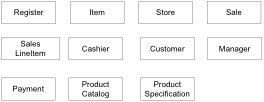 Register
Item
Store
Sale
Sales
LineItem
Cashier
Customer
Manager
Payment
Product
Catalog
Product
Specification